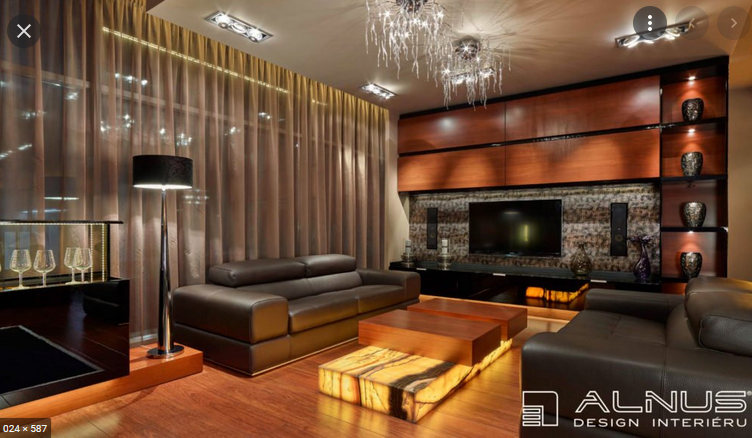 ALNUS®
DESIGN INTERIÉRU
024 × 587